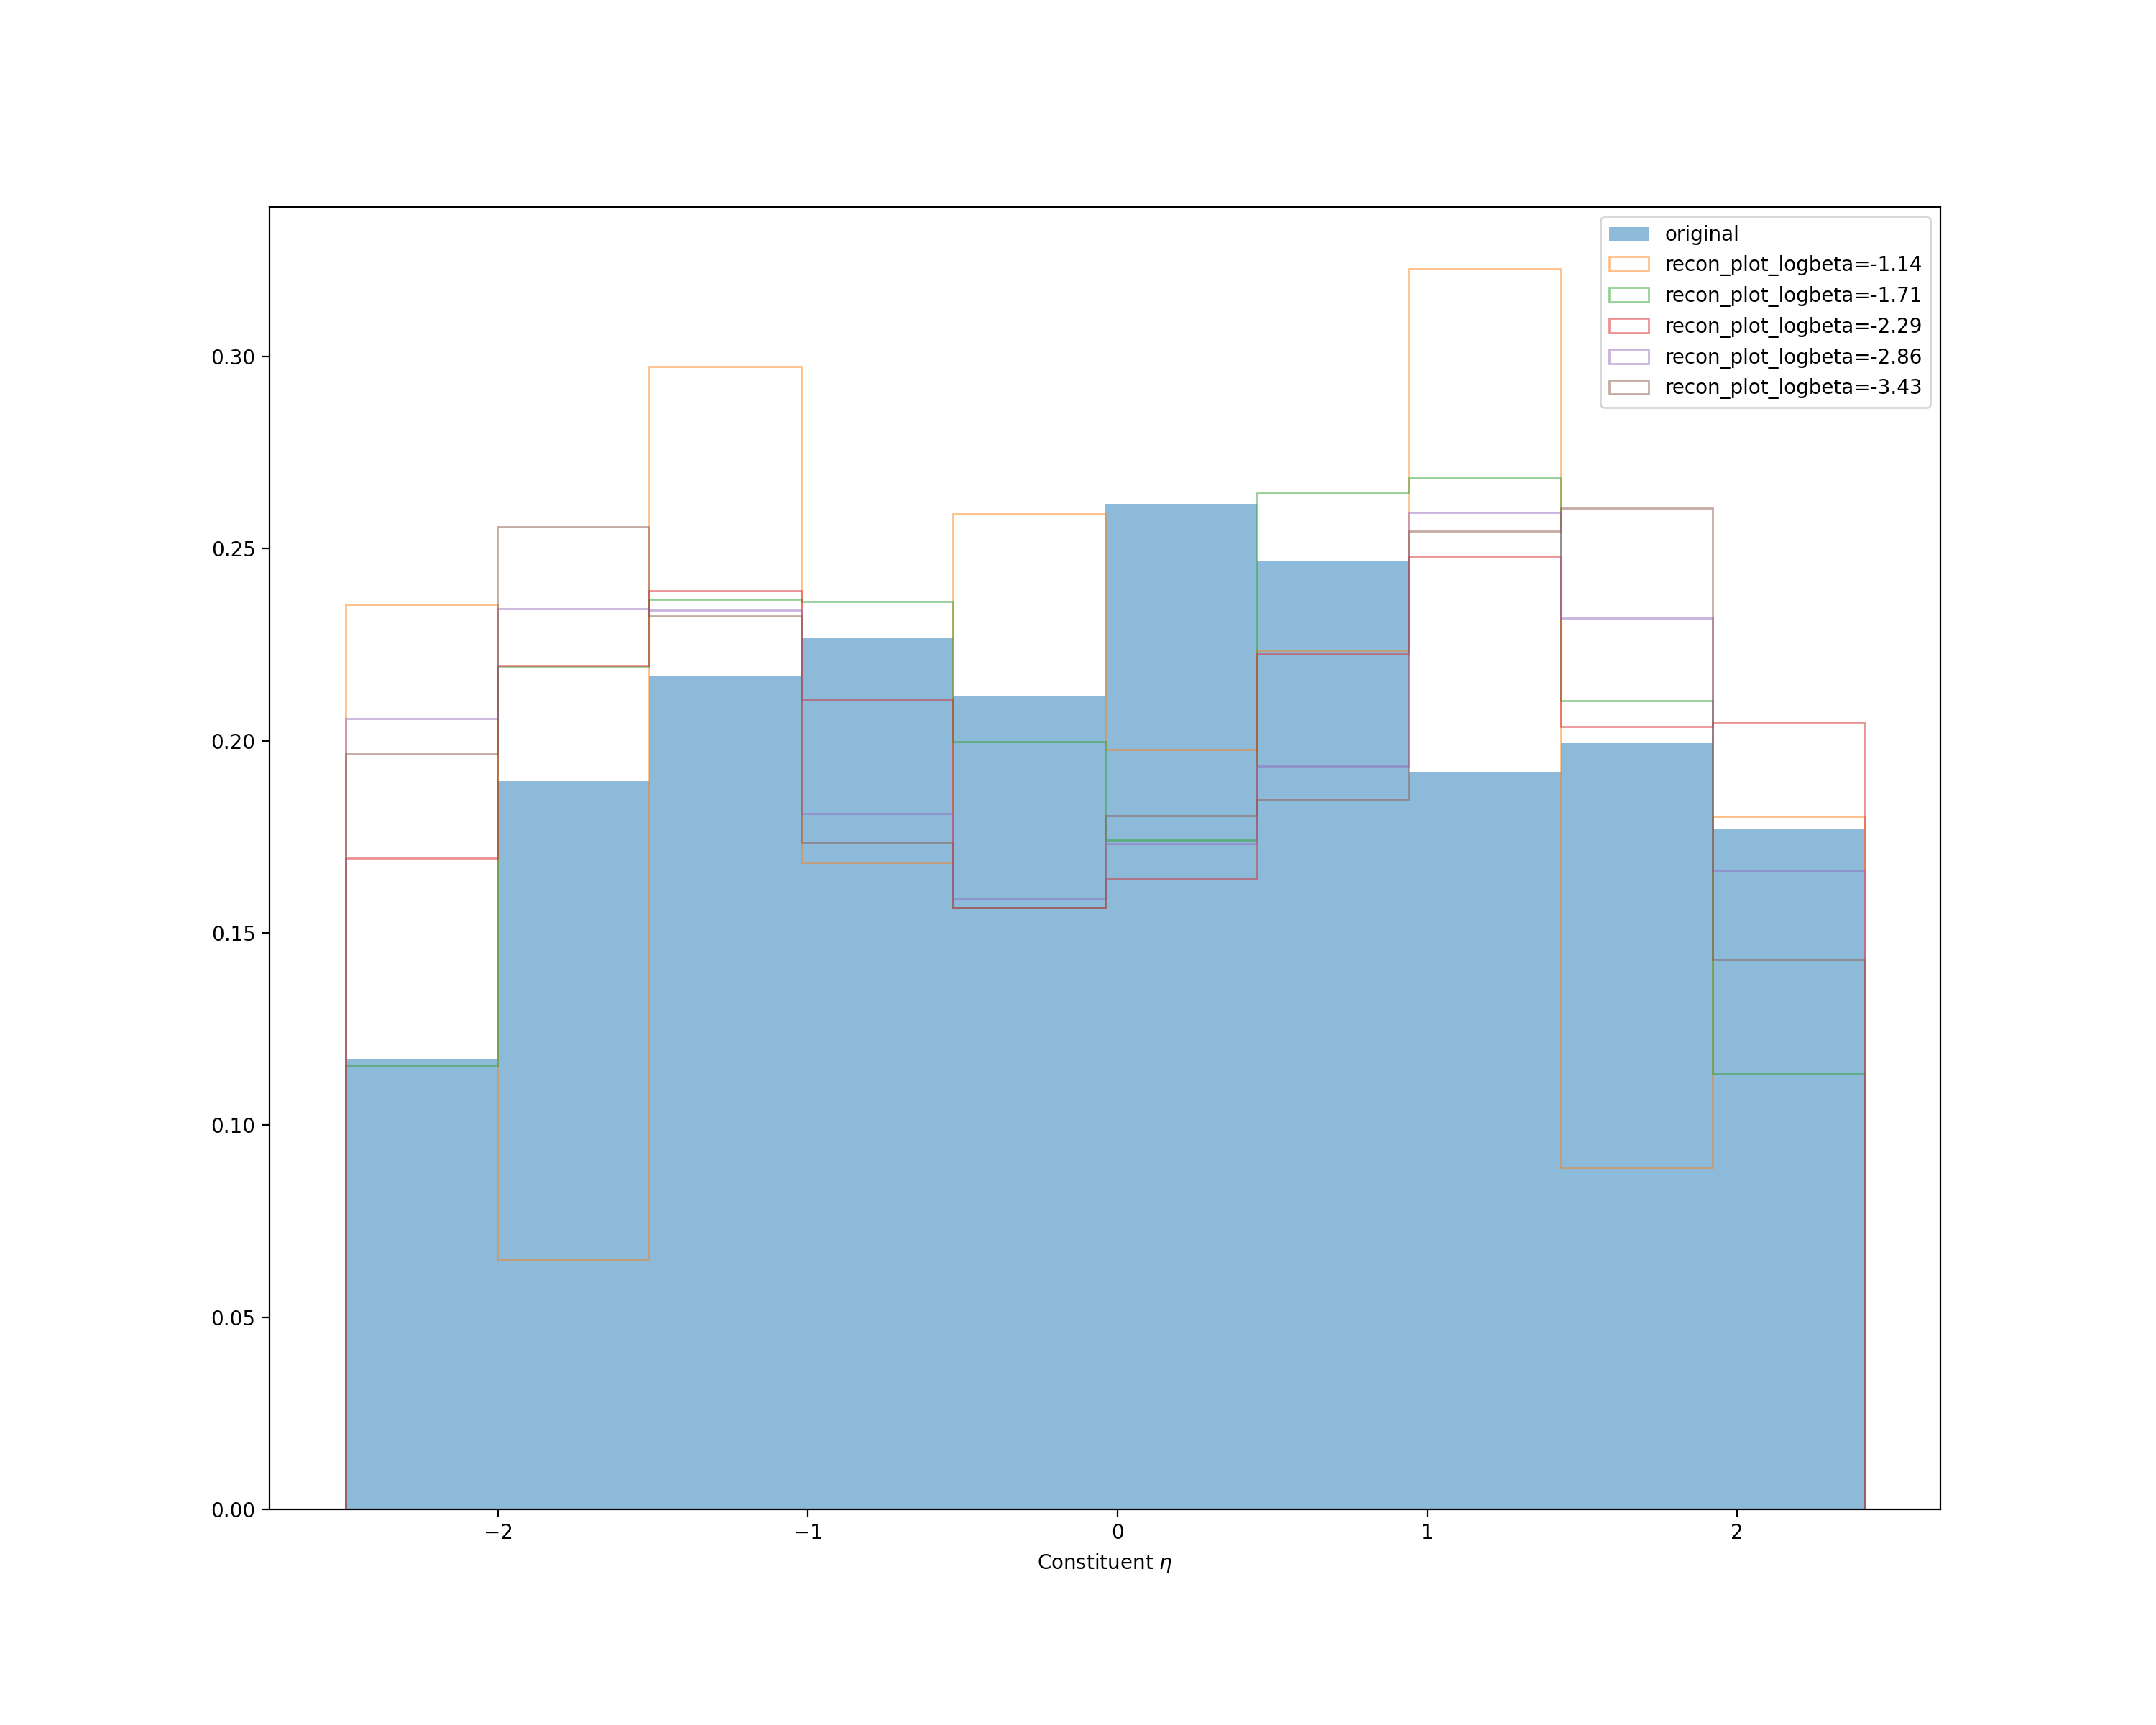 original
recon_plot_logbeta=-1.14
recon_plot_logbeta=-1.71
recon_plot_logbeta=-2.29
recon_plot_logbeta=-2.86
recon_plot_logbeta=-3.43
0.30
0.25
0.20
0.15
0.10
0.05
0.00
−2 −1 0 1 2
Constituent η